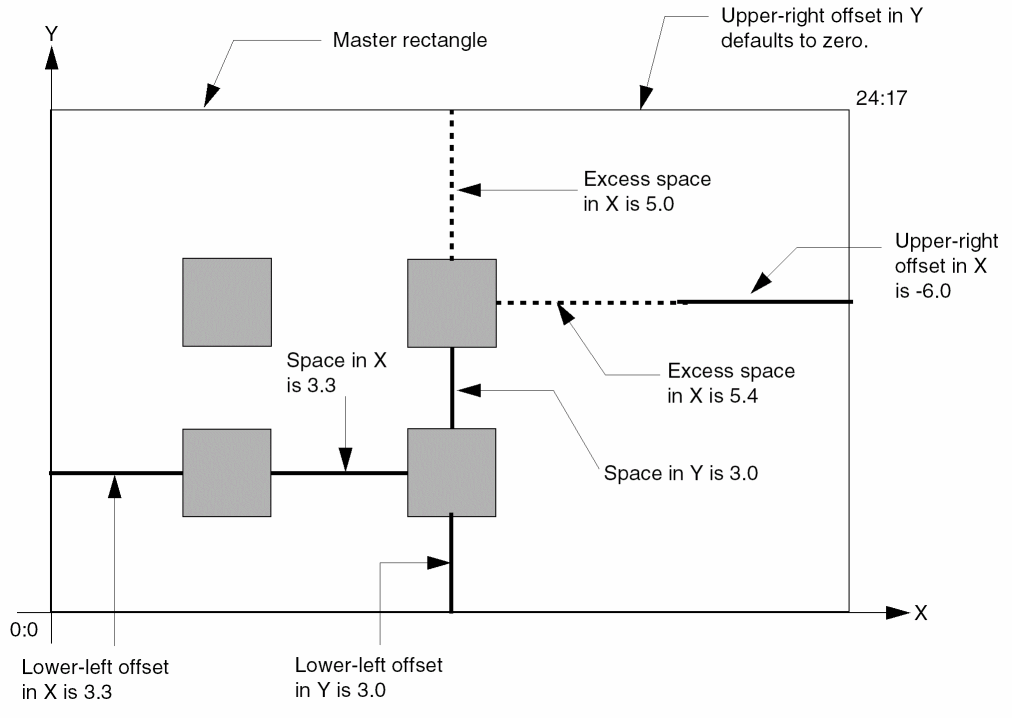 Y
Master rectangle
Upper-right offset in Y
defaults to zero.
24:17
Excess space
in X is 5.0
Upper-right
offset in X
is -6.0
Space in X
is 3.3
Excess space
in X is 5.4
Space in Y is 3.0
X
0:0
Lower-left offset
in X is 3.3
Lower-left offset
in Y is 3.0